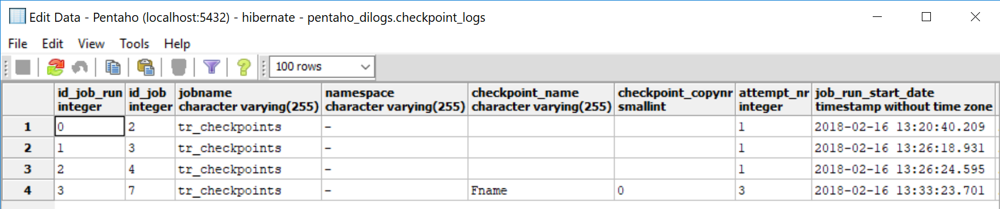 Edit Data - Pentaho (localhost:5432) - hibernate - pentaho_dilogs.checkpoint_logs
File Edit View Tools Help
100 rows
id_job_run id_job jobname namespace checkpoint_name checkpoint_copynr attempt_nr job_run_start_date
integer integer character varying(255) character varying(255) character varying(255) smallint integer timestamp without time zone
1 0 2 tr_checkpoints - 1 2018-02-16 13:20:40.209
2 1 3 tr_checkpoints - 1 2018-02-16 13:26:18.931
3 2 4 tr_checkpoints - 1 2018-02-16 13:26:24.595
4 3 7 tr_checkpoints - Fname 0 3 2018-02-16 13:33:23.701